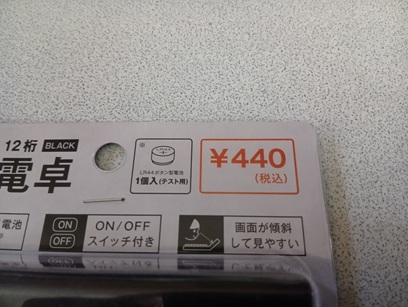 12桁 BLACK
電卓
※
LR44ボタン型電池
1個入(テスト用)
¥440
(税込)
電池
ON
OFF
ON/OFF
スイッチ付き
画面が傾斜
して見やすい